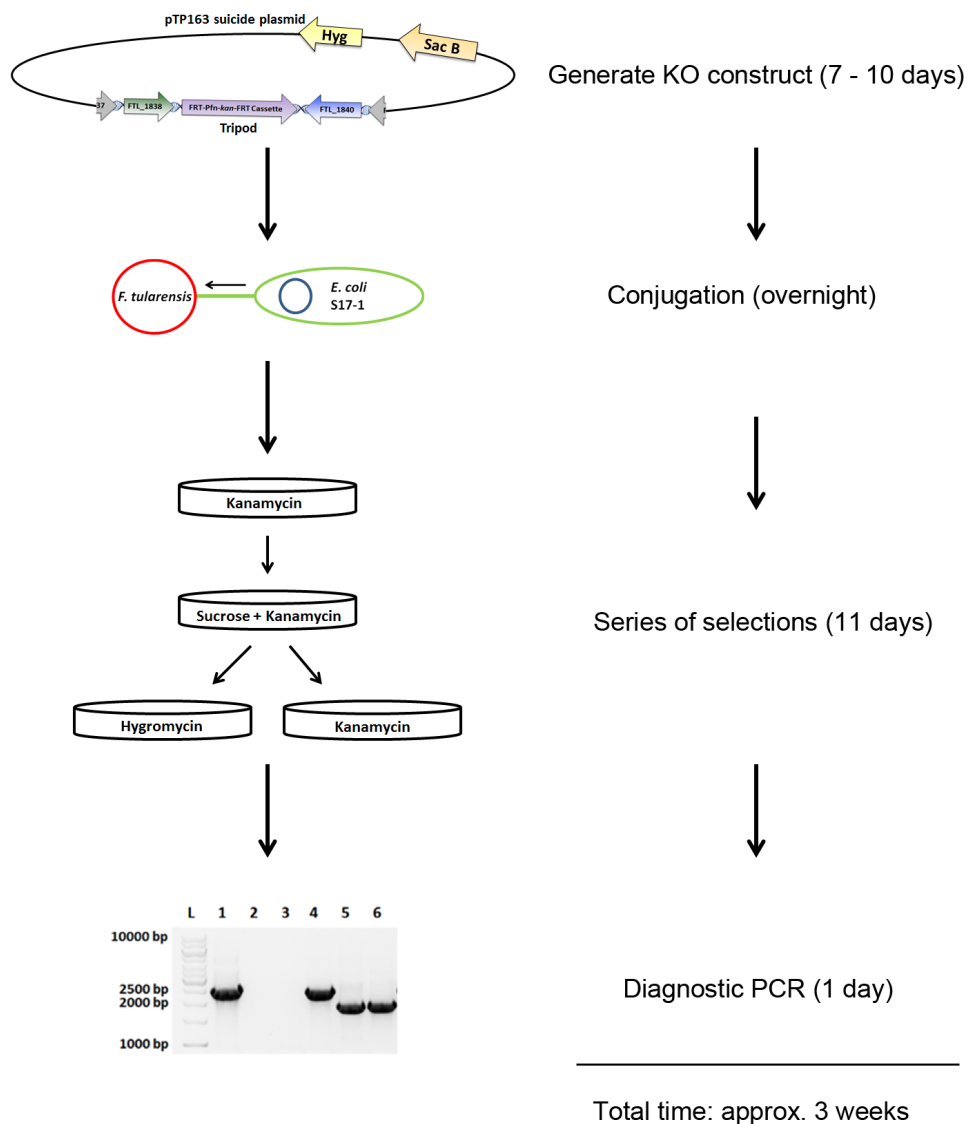 pTP163 suicide plasmid
Hyg
Sac B
Generate KO construct (7 - 10 days)
37
FTL_1838
FRT-Pfn-kan-FRT Cassette
FTL_1840
Tripod
F. tularensis
E. coli
S17-1
Conjugation (overnight)
Kanamycin
Sucrose + Kanamycin
Series of selections (11 days)
Hygromycin
Kanamycin
L 1 2 3 4 5 6
10000 bp
2500 bp
2000 bp
1000 bp
Diagnostic PCR (1 day)
Total time: approx. 3 weeks